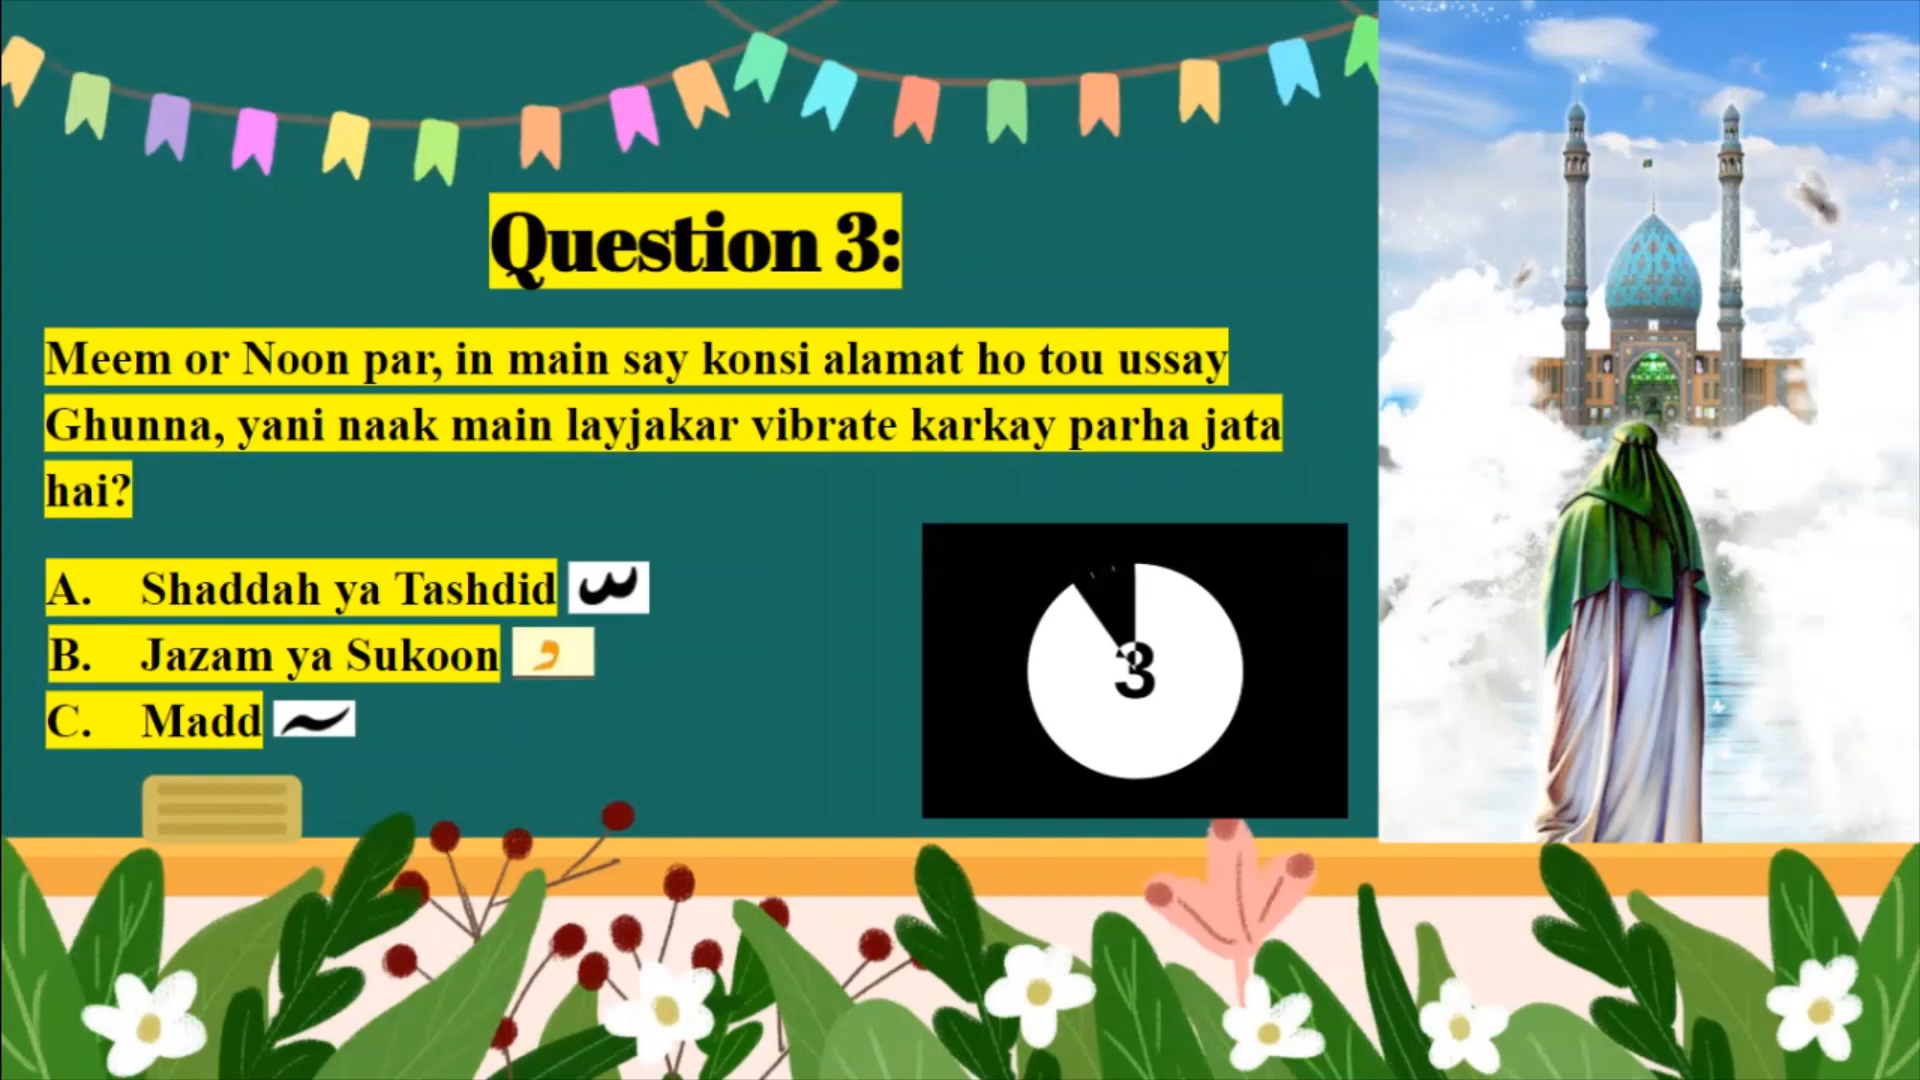 Question 3:
Meem or Noon par, in main say konsi alamat ho tou ussay
Ghunna, yani naak main layjakar vibrate karkay parha jata
hai?
A. Shaddah ya Tashdid ّ
B. Jazam ya Sukoon ْ
C. Madd ٓ
3